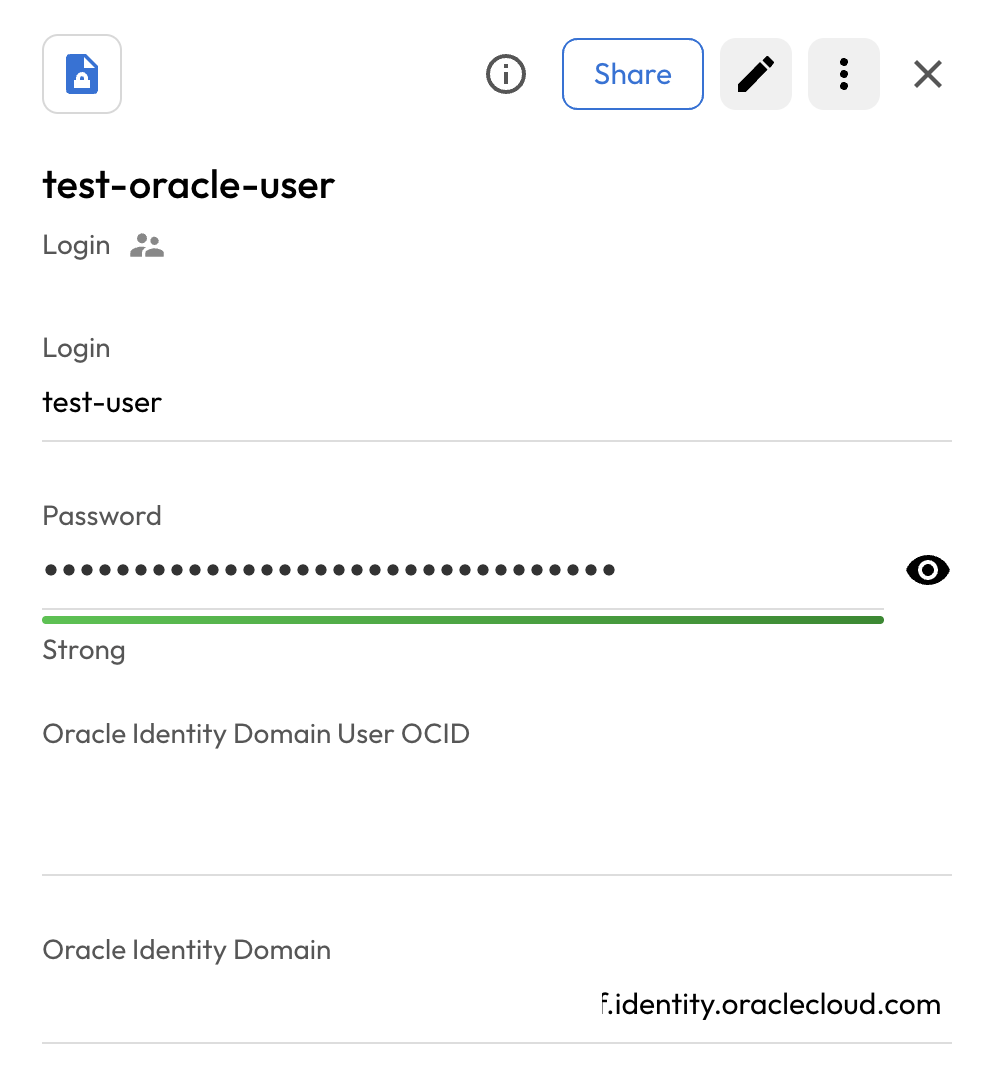 Share
test-oracle-user
Login
Login
test-user
Password
••••••••••••••••••••••••••••••••
Strong
Oracle Identity Domain User OCID
Oracle Identity Domain
.identity.oraclecloud.com